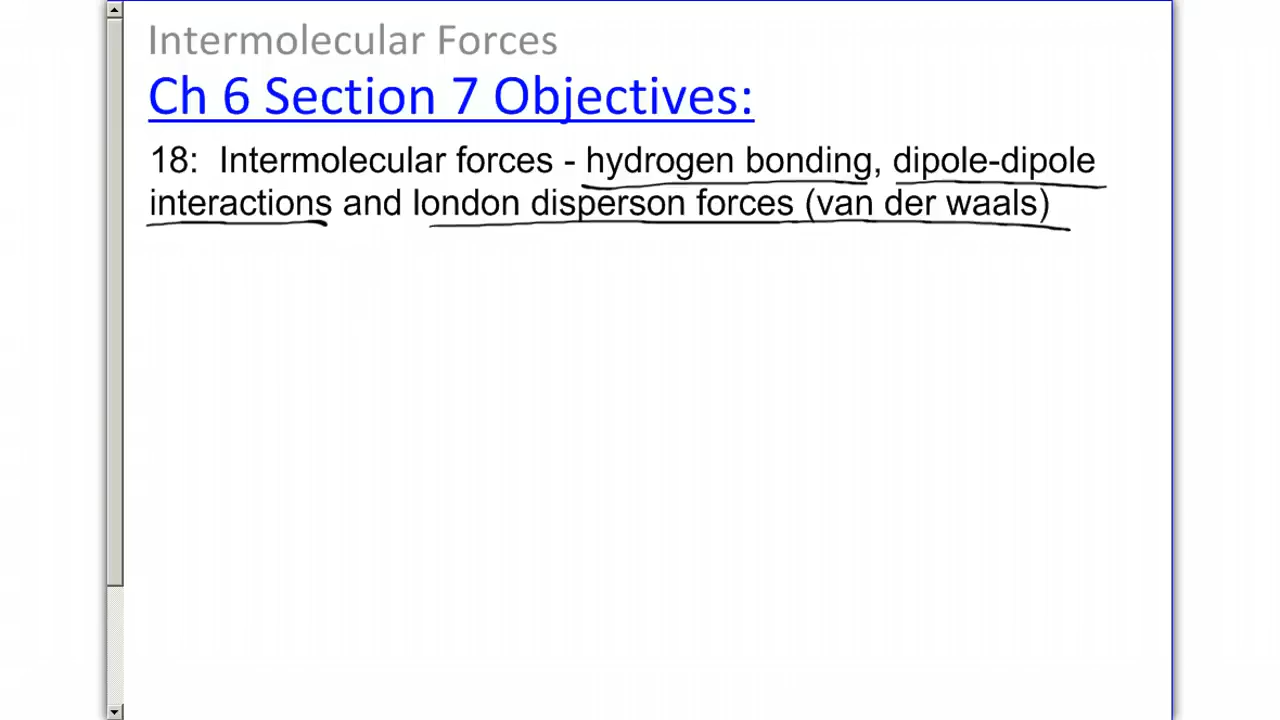 Intermolecular Forces
Ch 6 Section 7 Objectives:
18: Intermolecular forces - hydrogen bonding, dipole-dipole
interactions and london disperson forces (van der waals)